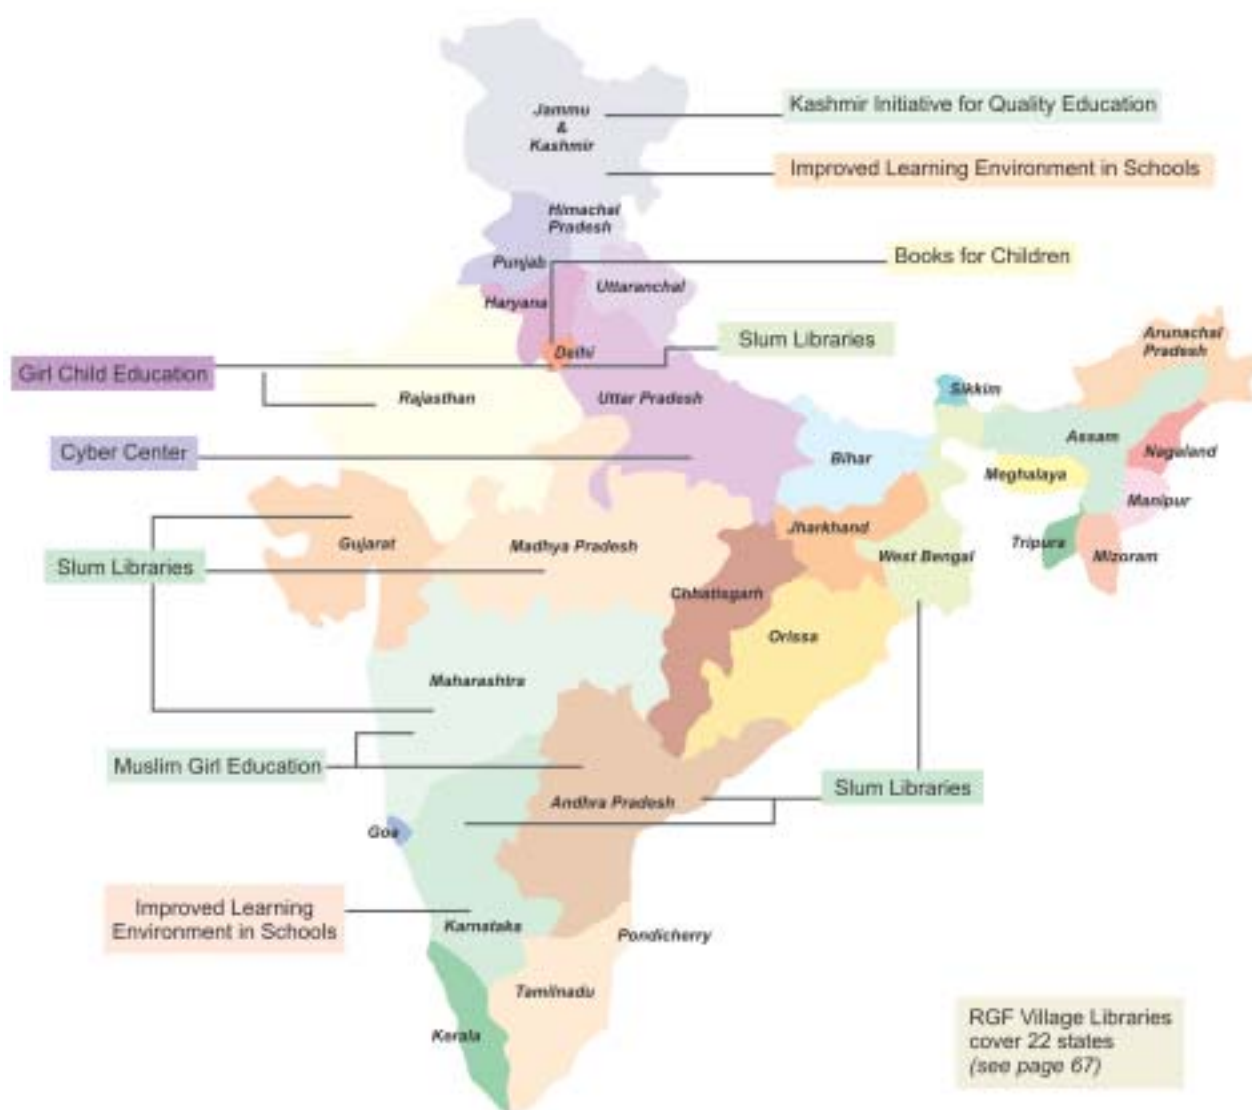 Jammu
&
Kashmir
Kashmir Initiative for Quality Education
Improved Learning Environment in Schools
Himachal
Pradesh
Punjab
Books for Children
Haryana
Uttaranchal
Delhi
Slum Libraries
Arunachal
Pradesh
Girl Child Education
Rajasthan
Uttar Pradesh
Sikkim
Assam
Cyber Center
Bihar
Nagaland
Meghalaya
Manipur
Jharkhand
Gujarat
Madhya Pradesh
Tripura
Mizoram
West Bengal
Slum Libraries
Chhatisgarh
Orissa
Maharashtra
Muslim Girl Education
Slum Libraries
Andhra Pradesh
Goa
Improved Learning
Environment in Schools
Karnataka
Pondicherry
Tamilnadu
Kerala
RGF Village Libraries
cover 22 states
(see page 67)